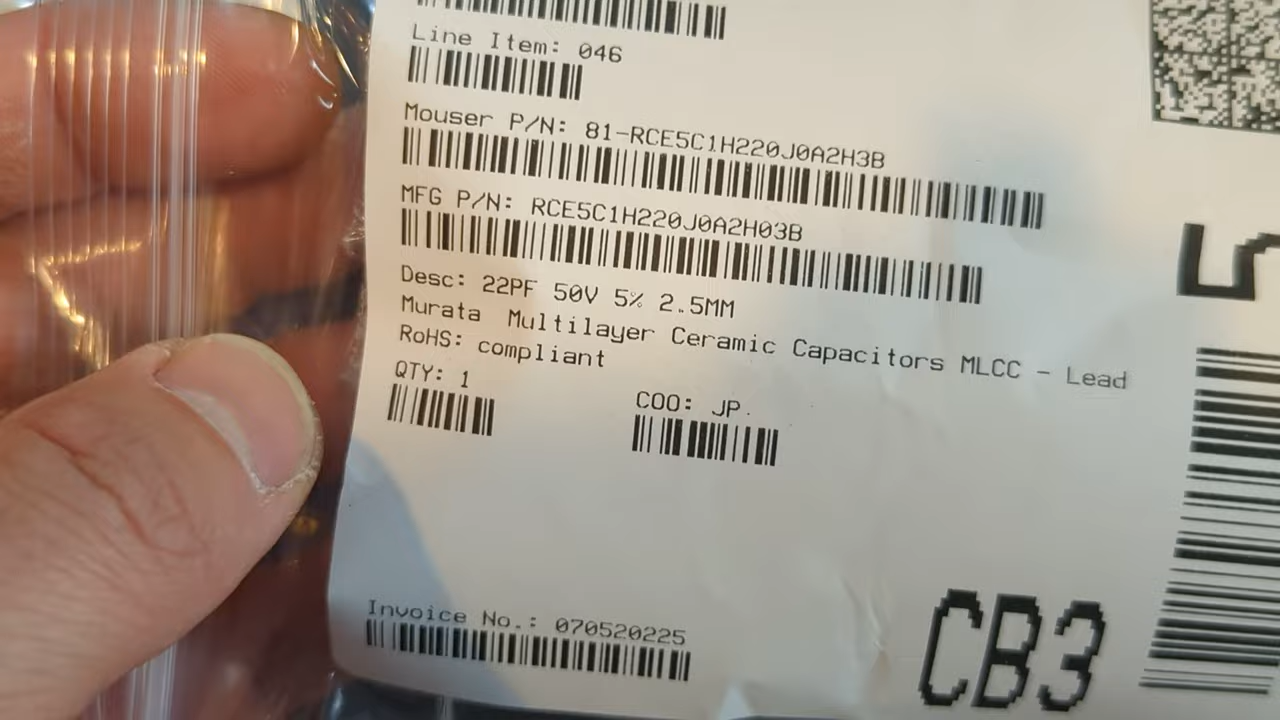 Line Item: 046
Mouser P/N: 81-RCE5C1H220J0A2H3B
MFG P/N: RCE5C1H220J0A2H03B
Desc: 22PF 50V 5% 2.5MM
Murata Multilayer Ceramic Capacitors MLCC - Lead
RoHS: compliant
QTY: 1
COO: JP
Invoice No.: 070520225
CB3